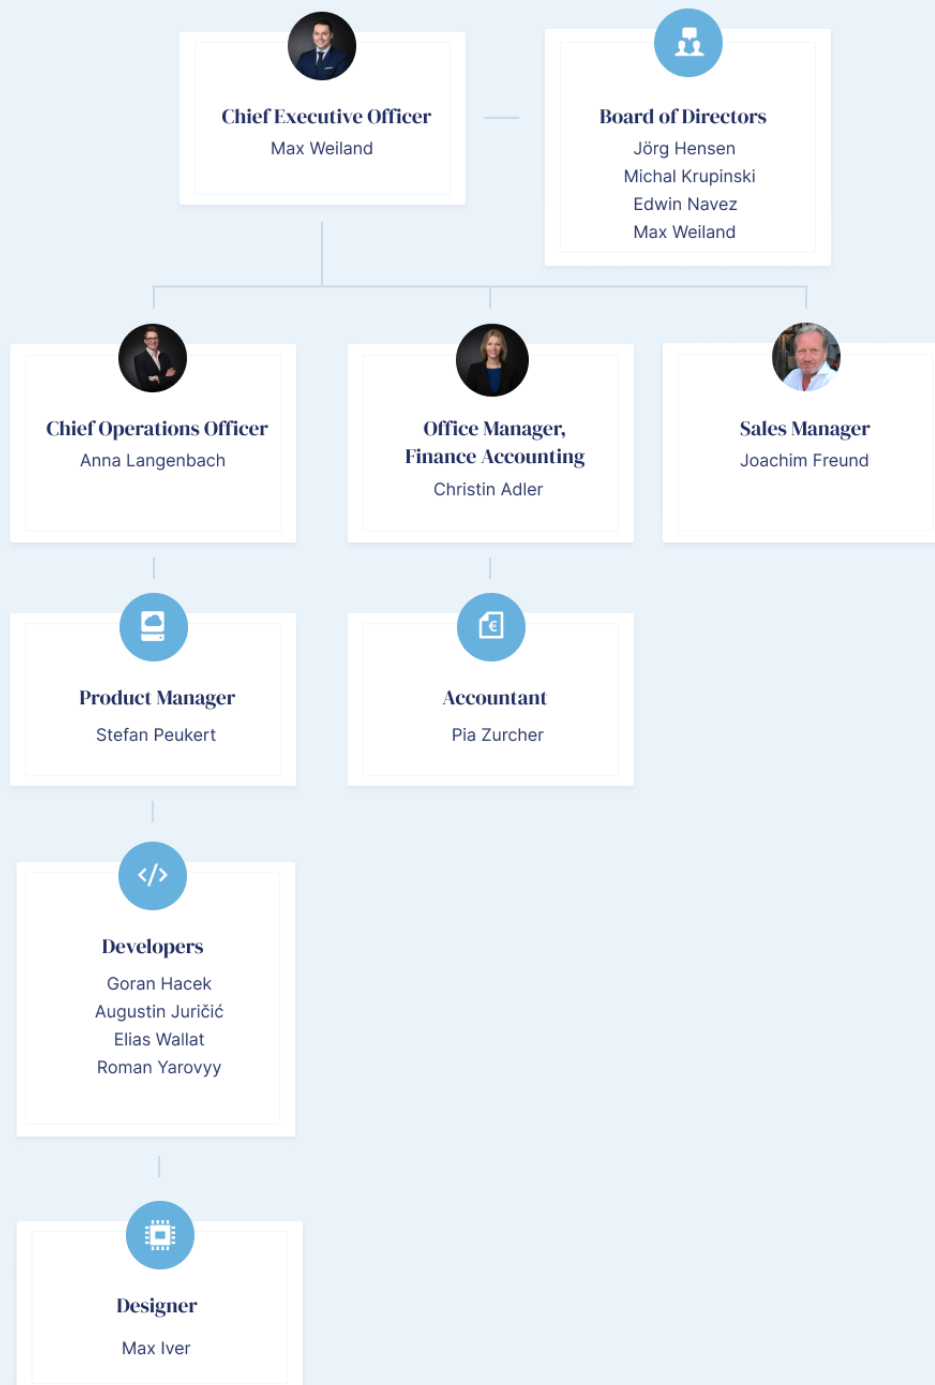 Chief Executive Officer
Max Weiland
Board of Directors
Jörg Hensen
Michal Krupinski
Edwin Navez
Max Weiland
Chief Operations Officer
Anna Langenbach
Office Manager,
Finance Accounting
Christin Adler
Sales Manager
Joachim Freund
Product Manager
Stefan Peukert
Accountant
Pia Zurcher
Developers
Goran Hacek
Augustin Juričić
Elias Wallat
Roman Yarovyy
Designer
Max Iver